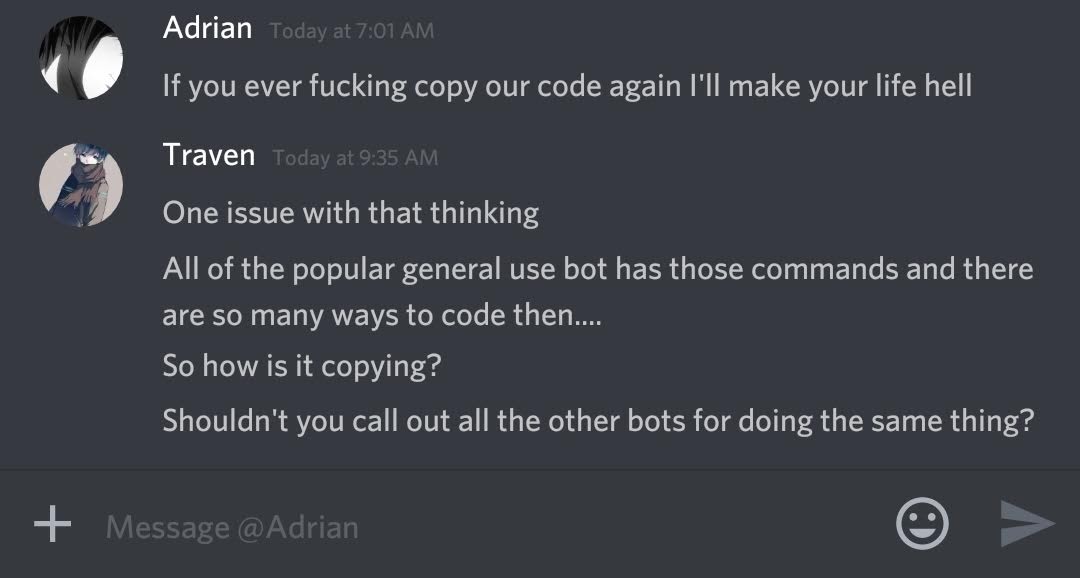 Adrian Today at 7:01 AM
If you ever fucking copy our code again I'll make your life hell
Traven Today at 9:35 AM
One issue with that thinking
All of the popular general use bot has those commands and there
are so many ways to code then....
So how is it copying?
Shouldn't you call out all the other bots for doing the same thing?
Message @Adrian